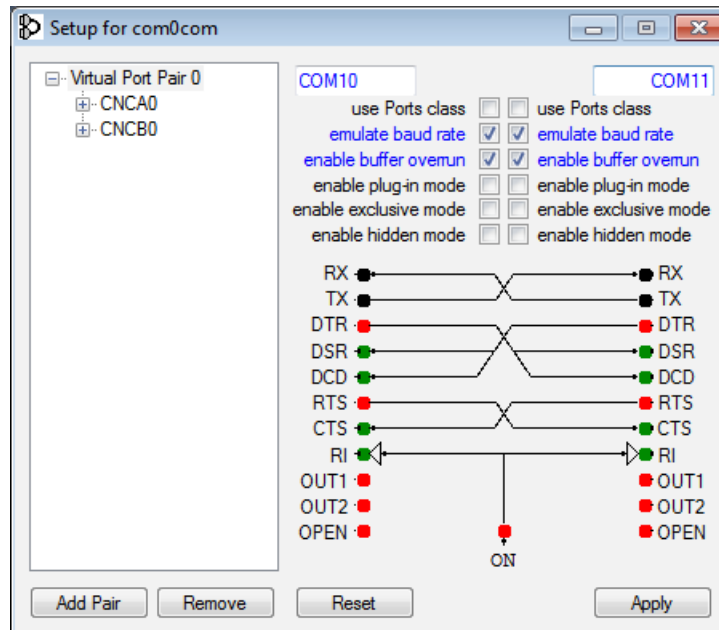 Setup for com0com
Virtual Port Pair 0
CNCA0
CNCB0
COM10 COM11
use Ports class use Ports class
emulate baud rate emulate baud rate
enable buffer overrun enable buffer overrun
enable plug-in mode enable plug-in mode
enable exclusive mode enable exclusive mode
enable hidden mode enable hidden mode
RX RX
TX TX
DTR DTR
DSR DSR
DCD DCD
RTS RTS
CTS CTS
RI RI
OUT1 OUT1
OUT2 OUT2
OPEN OPEN
ON
Add Pair Remove Reset Apply